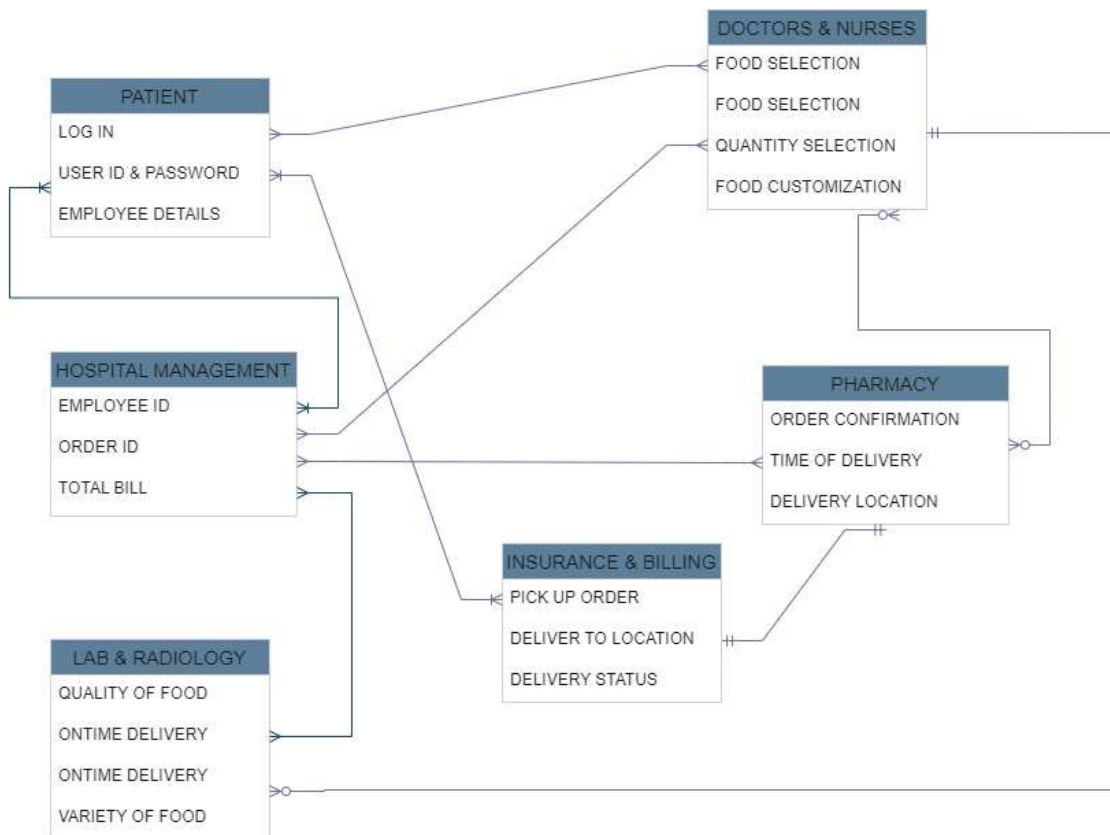 DOCTORS & NURSES
FOOD SELECTION
FOOD SELECTION
QUANTITY SELECTION
FOOD CUSTOMIZATION
PATIENT
LOG IN
USER ID & PASSWORD
EMPLOYEE DETAILS
HOSPITAL MANAGEMENT
EMPLOYEE ID
ORDER ID
TOTAL BILL
PHARMACY
ORDER CONFIRMATION
TIME OF DELIVERY
DELIVERY LOCATION
INSURANCE & BILLING
PICK UP ORDER
DELIVER TO LOCATION
DELIVERY STATUS
LAB & RADIOLOGY
QUALITY OF FOOD
ONTIME DELIVERY
ONTIME DELIVERY
VARIETY OF FOOD